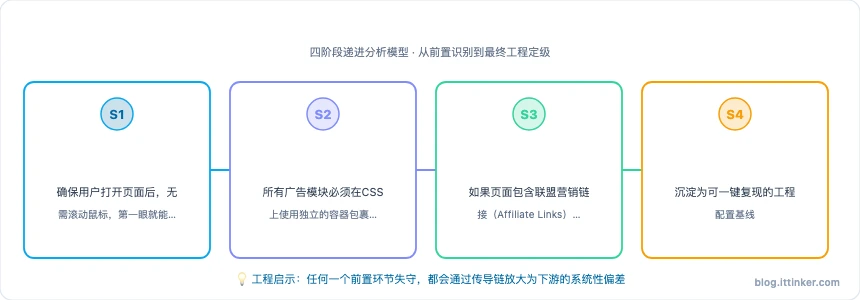 四阶段递进分析模型 · 从前置识别到最终工程定级
S1
确保用户打开页面后，无
需滚动鼠标，第一眼就能...
S2
所有广告模块必须在CSS
上使用独立的容器包裹...
S3
如果页面包含联盟营销链
接（Affiliate Links）...
S4
沉淀为可一键复现的工程
配置基线
💡 工程启示：任何一个前置环节失守，都会通过传导链放大为下游的系统性偏差
blog.ittinker.com